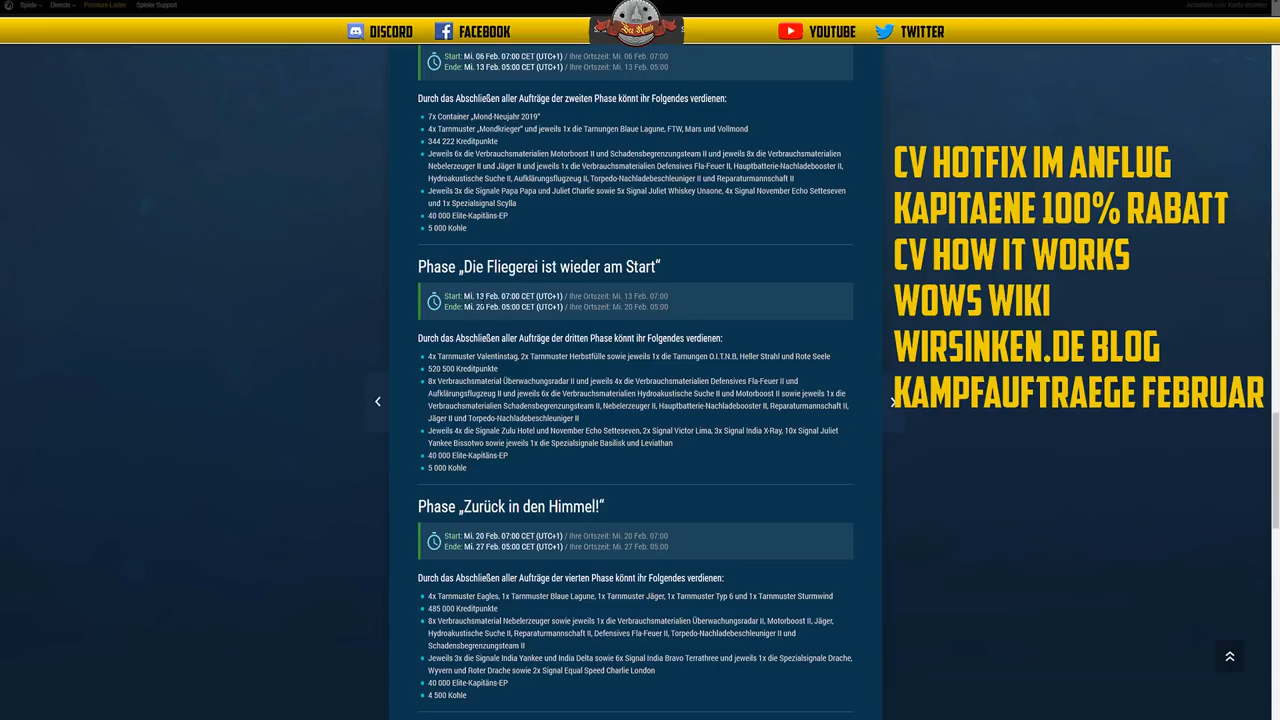 Spiele
Dienste
Premium-Laden
Spieler Support
Anmelden oder Konto erstellen
DISCORD
FACEBOOK
YOUTUBE
TWITTER
Start: Mi. 06 Feb. 07:00 CET (UTC+1) / Ihre Ortszeit: Mi. 06 Feb. 07:00
Ende: Mi. 13 Feb. 05:00 CET (UTC+1) / Ihre Ortszeit: Mi. 13 Feb. 05:00
Durch das Abschließen aller Aufträge der zweiten Phase könnt ihr Folgendes verdienen:
7x Container „Mond-Neujahr 2019“
4x Tarnmuster „Mondkrieger“ und jeweils 1x die Tarnungen Blaue Lagune, FTW, Mars und Vollmond
344 222 Kreditpunkte
Jeweils 6x die Verbrauchsmaterialien Motorboost II und Schadensbegrenzungsteam II und jeweils 8x die Verbrauchsmaterialien
Nebelerzeuger II und Jäger II und jeweils 1x die Verbrauchsmaterialien Defensives Fla-Feuer II, Hauptbatterie-Nachladebooster II,
Hydroakustische Suche II, Aufklärungsflugzeug II, Torpedo-Nachladebeschleuniger II und Reparaturmannschaft II
Jeweils 3x die Signale Papa Papa und Juliet Charlie sowie 5x Signal Juliet Whiskey Unaone, 4x Signal November Echo Setteseven
und 1x Spezialsignal Scylla
40 000 Elite-Kapitäns-EP
5 000 Kohle
Phase „Die Fliegerei ist wieder am Start“
Start: Mi. 13 Feb. 07:00 CET (UTC+1) / Ihre Ortszeit: Mi. 13 Feb. 07:00
Ende: Mi. 20 Feb. 05:00 CET (UTC+1) / Ihre Ortszeit: Mi. 20 Feb. 05:00
Durch das Abschließen aller Aufträge der dritten Phase könnt ihr Folgendes verdienen:
4x Tarnmuster Valentinstag, 2x Tarnmuster Herbstfülle sowie jeweils 1x die Tarnungen O.I.T.N.B, Heller Strahl und Rote Seele
520 500 Kreditpunkte
8x Verbrauchsmaterial Überwachungsradar II und jeweils 4x die Verbrauchsmaterialien Defensives Fla-Feuer II und
Aufklärungsflugzeug II und jeweils 6x die Verbrauchsmaterialien Hydroakustische Suche II und Motorboost II sowie jeweils 1x die
Verbrauchsmaterialien Schadensbegrenzungsteam II, Nebelerzeuger II, Hauptbatterie-Nachladebooster II, Reparaturmannschaft II,
Jäger II und Torpedo-Nachladebeschleuniger II
Jeweils 4x die Signale Zulu Hotel und November Echo Setteseven, 2x Signal Victor Lima, 3x Signal India X-Ray, 10x Signal Juliet
Yankee Bissotwo sowie jeweils 1x die Spezialsignale Basilisk und Leviathan
40 000 Elite-Kapitäns-EP
5 000 Kohle
Phase „Zurück in den Himmel!“
Start: Mi. 20 Feb. 07:00 CET (UTC+1) / Ihre Ortszeit: Mi. 20 Feb. 07:00
Ende: Mi. 27 Feb. 05:00 CET (UTC+1) / Ihre Ortszeit: Mi. 27 Feb. 05:00
Durch das Abschließen aller Aufträge der vierten Phase könnt ihr Folgendes verdienen:
4x Tarnmuster Eagles, 1x Tarnmuster Blaue Lagune, 1x Tarnmuster Jäger, 1x Tarnmuster Typ 6 und 1x Tarnmuster Sturmwind
485 000 Kreditpunkte
8x Verbrauchsmaterial Nebelerzeuger sowie jeweils 1x die Verbrauchsmaterialien Überwachungsradar II, Motorboost II, Jäger,
Hydroakustische Suche II, Reparaturmannschaft II, Defensives Fla-Feuer II, Torpedo-Nachladebeschleuniger II und
Schadensbegrenzungsteam II
Jeweils 3x die Signale India Yankee und India Delta sowie 6x Signal India Bravo Terrathree und jeweils 1x die Spezialsignale Drache,
Wyvern und Roter Drache sowie 2x Signal Equal Speed Charlie London
40 000 Elite-Kapitäns-EP
4 500 Kohle
CV HOTFIX IM ANFLUG
KAPITAENE 100% RABATT
CV HOW IT WORKS
WOWS WIKI
WIRSINKEN.DE BLOG
KAMPFAUFTRAEGE FEBRUAR